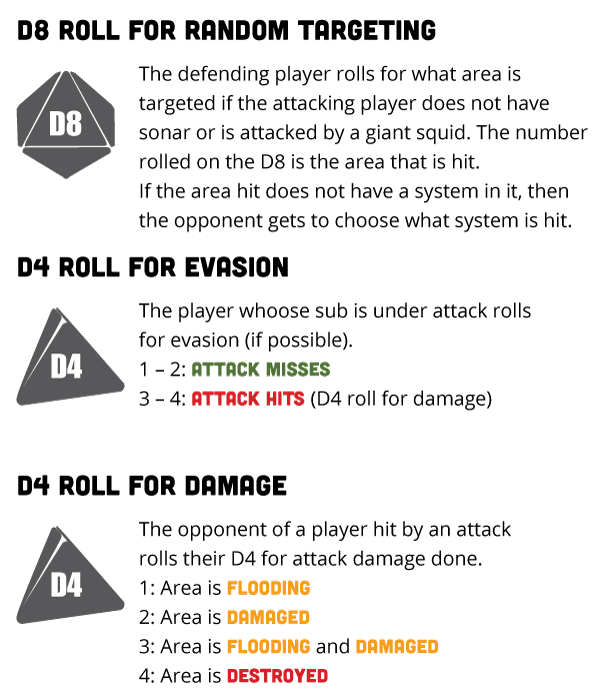 D8 ROLL FOR RANDOM TARGETING
D8
The defending player rolls for what area is
targeted if the attacking player does not have
sonar or is attacked by a giant squid. The number
rolled on the D8 is the area that is hit.
If the area hit does not have a system in it, then
the opponent gets to choose what system is hit.
D4 ROLL FOR EVASION
D4
The player whoose sub is under attack rolls
for evasion (if possible).
1 – 2: ATTACK MISSES
3 – 4: ATTACK HITS (D4 roll for damage)
D4 ROLL FOR DAMAGE
D4
The opponent of a player hit by an attack
rolls their D4 for attack damage done.
1: Area is FLOODING
2: Area is DAMAGED
3: Area is FLOODING and DAMAGED
4: Area is DESTROYED